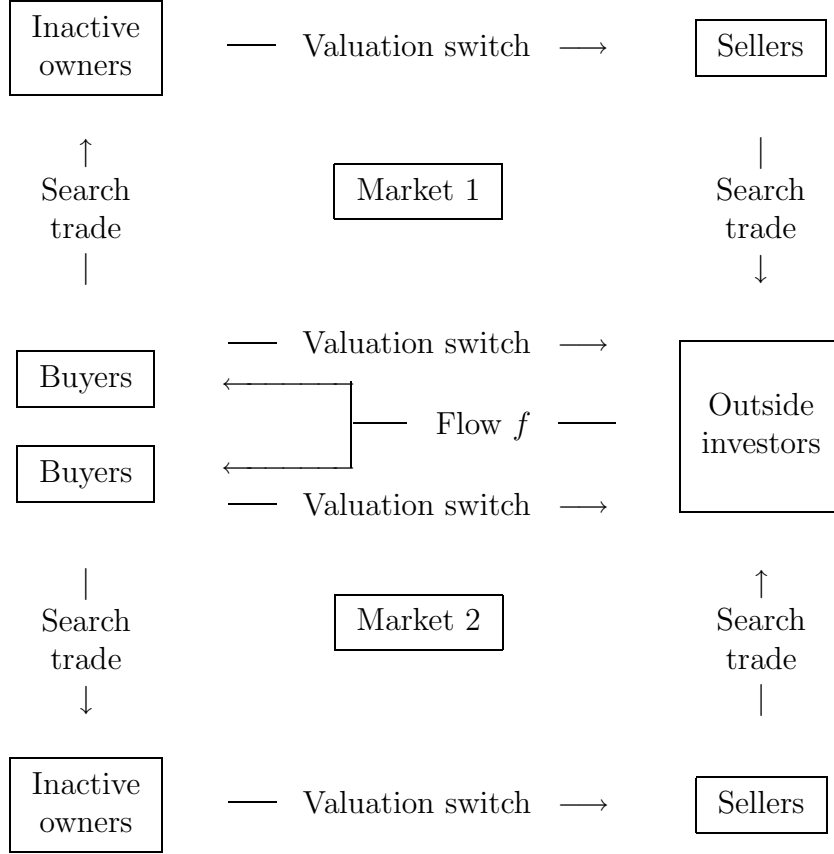 Inactive
owners
Valuation switch
Sellers
Search
trade
Market 1
Search
trade
Valuation switch
Buyers
Flow f
Outside
investors
Buyers
Valuation switch
Search
trade
Market 2
Search
trade
Inactive
owners
Valuation switch
Sellers